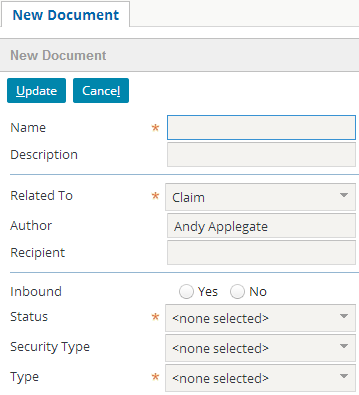 New Document
New Document
Update Cancel
Name *
Description
Related To * Claim
Author Andy Applegate
Recipient
Inbound Yes No
Status * <none selected>
Security Type <none selected>
Type * <none selected>